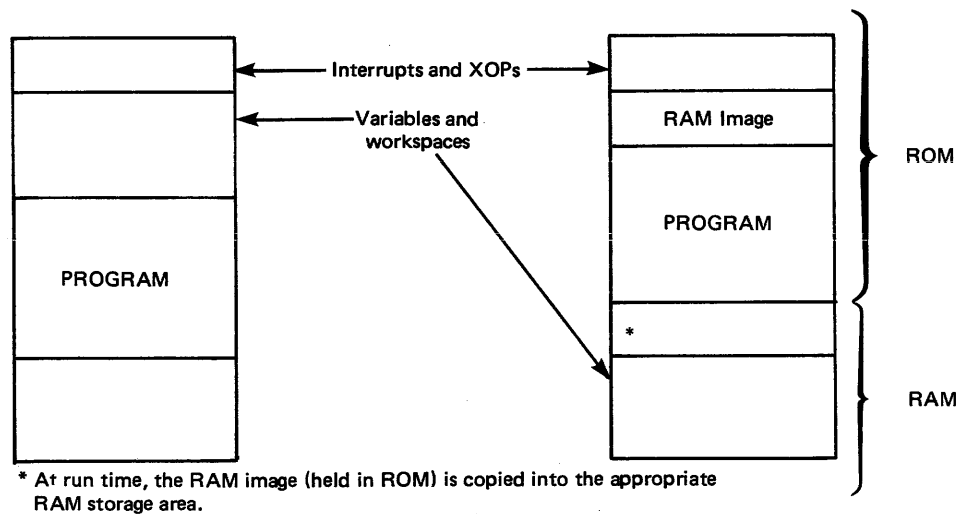 Interrupts and XOPs
Variables and
workspaces
RAM Image
ROM
PROGRAM
PROGRAM
*
RAM
* At run time, the RAM image (held in ROM) is copied into the appropriate
RAM storage area.